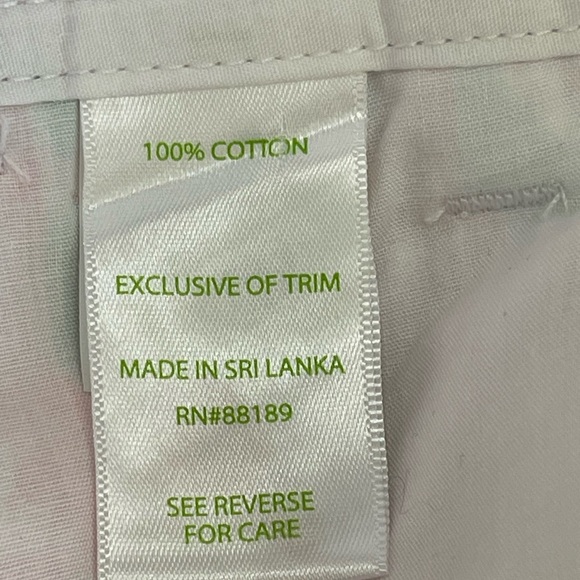 100% COTTON
EXCLUSIVE OF TRIM
MADE IN SRI LANKA
RN#88189
SEE REVERSE
FOR CARE